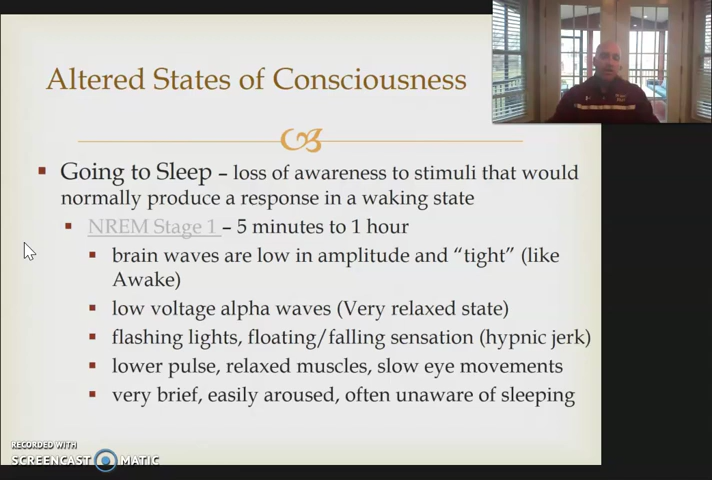 Altered States of Consciousness
Going to Sleep – loss of awareness to stimuli that would
normally produce a response in a waking state
NREM Stage 1 – 5 minutes to 1 hour
brain waves are low in amplitude and “tight” (like
Awake)
low voltage alpha waves (Very relaxed state)
flashing lights, floating/falling sensation (hypnic jerk)
lower pulse, relaxed muscles, slow eye movements
very brief, easily aroused, often unaware of sleeping
RECORDED WITH
SCREENCAST MATIC